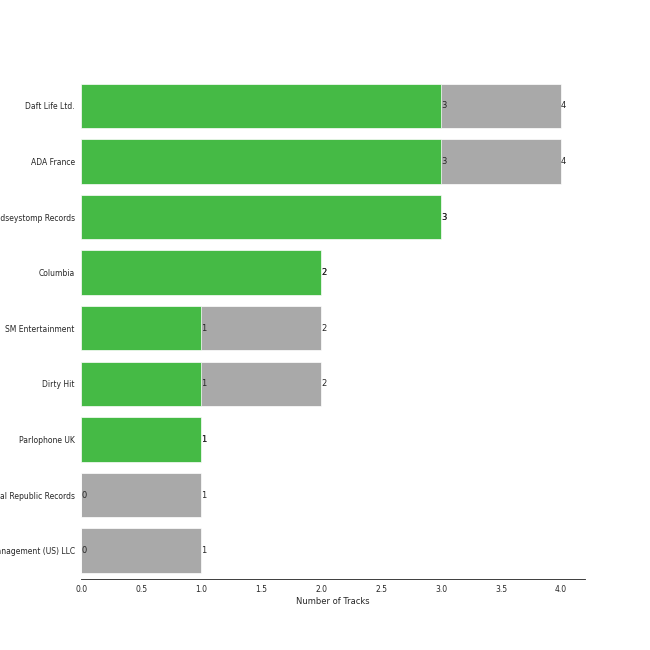 Daft Life Ltd. 3 4
ADA France 3 4
dseystomp Records 3
Columbia 2
SM Entertainment 1 2
Dirty Hit 1 2
Parlophone UK 1
al Republic Records 0 1
nagement (US) LLC 0 1
0.0 0.5 1.0 1.5 2.0 2.5 3.0 3.5 4.0
Number of Tracks